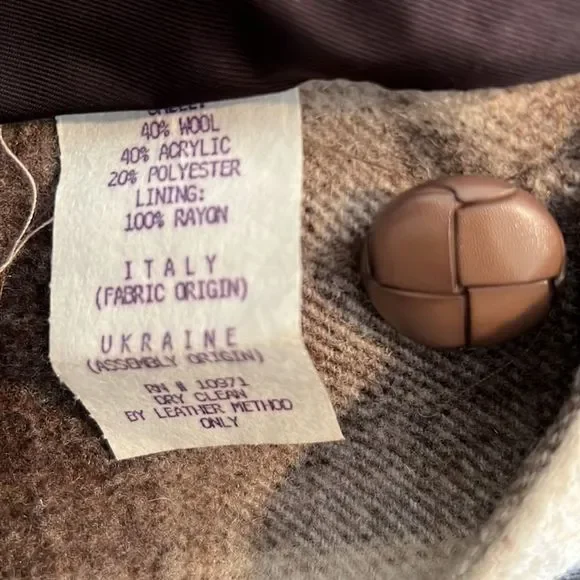 SHELL:
40% WOOL
40% ACRYLIC
20% POLYESTER
LINING:
100% RAYON
ITALY
(FABRIC ORIGIN)
UKRAINE
(ASSEMBLY ORIGIN)
RN # 10971
DRY CLEAN
BY LEATHER METHOD
ONLY